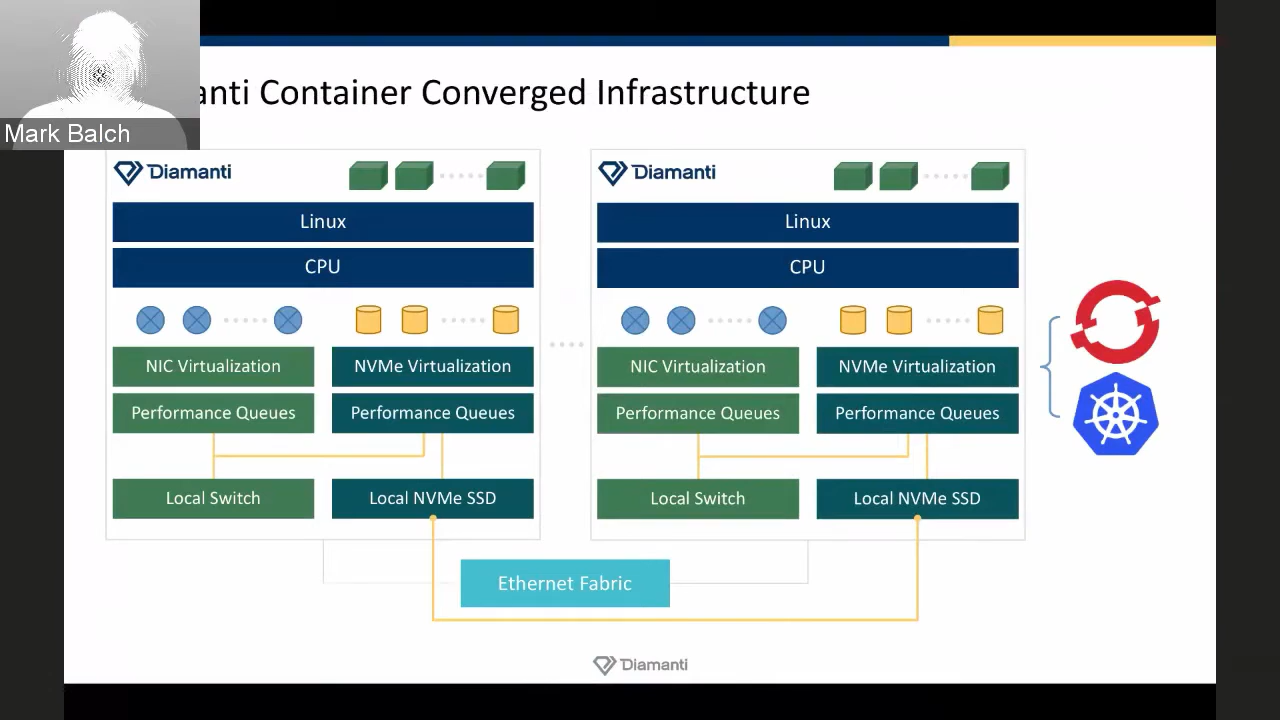 Mark Balch
anti Container Converged Infrastructure
Diamanti
Linux
CPU
NIC Virtualization
NVMe Virtualization
Performance Queues
Performance Queues
Local Switch
Local NVMe SSD
Diamanti
Linux
CPU
NIC Virtualization
NVMe Virtualization
Performance Queues
Performance Queues
Local Switch
Local NVMe SSD
Ethernet Fabric
Diamanti